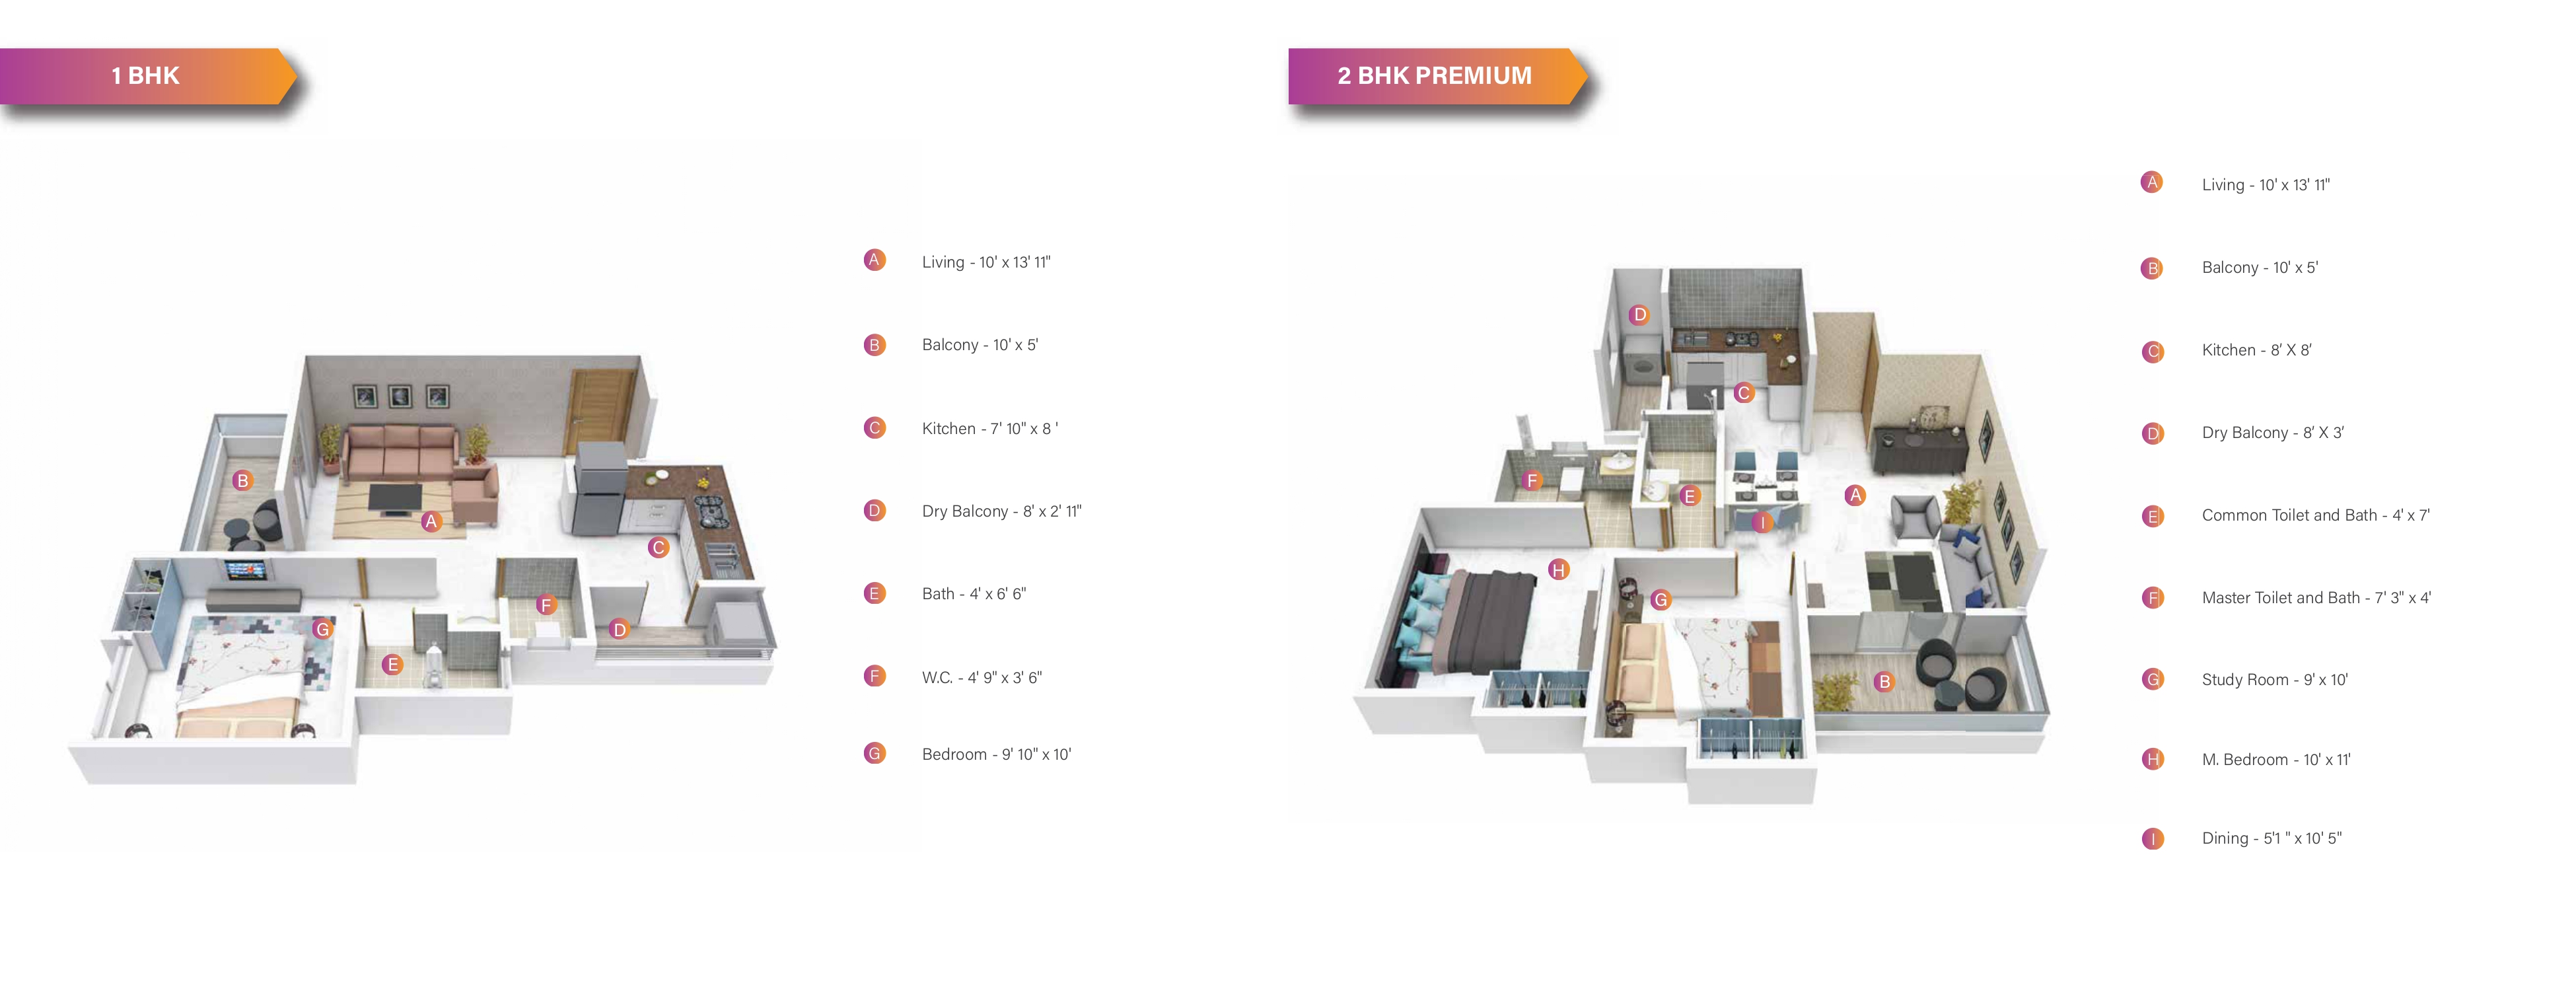 1 BHK
A Living - 10' x 13' 11"
B Balcony - 10' x 5'
C Kitchen - 7' 10" x 8 '
D Dry Balcony - 8' x 2' 11"
E Bath - 4' x 6' 6"
F W.C. - 4' 9" x 3' 6"
G Bedroom - 9' 10" x 10'
B
A
C
G
F
D
E
2 BHK PREMIUM
A Living - 10' x 13' 11"
B Balcony - 10' x 5'
C Kitchen - 8’ X 8’
D Dry Balcony - 8’ X 3’
E Common Toilet and Bath - 4' x 7'
F Master Toilet and Bath - 7' 3" x 4'
G Study Room - 9' x 10'
H M. Bedroom - 10' x 11'
I Dining - 5'1 " x 10' 5"
D
C
F
E
A
I
H
G
B